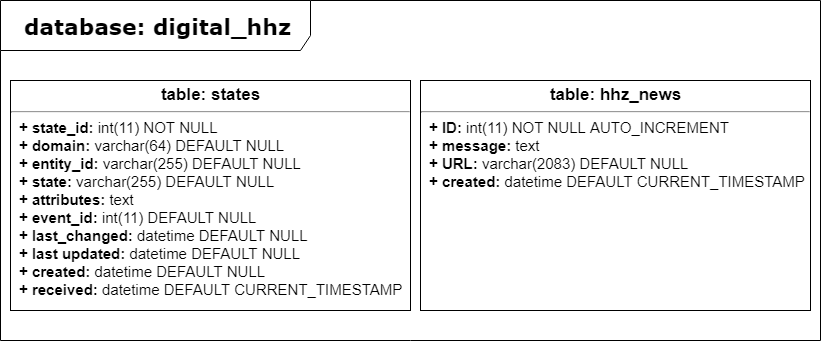 database: digital_hhz
table: states
+ state_id: int(11) NOT NULL
+ domain: varchar(64) DEFAULT NULL
+ entity_id: varchar(255) DEFAULT NULL
+ state: varchar(255) DEFAULT NULL
+ attributes: text
+ event_id: int(11) DEFAULT NULL
+ last_changed: datetime DEFAULT NULL
+ last updated: datetime DEFAULT NULL
+ created: datetime DEFAULT NULL
+ received: datetime DEFAULT CURRENT_TIMESTAMP
table: hhz_news
+ ID: int(11) NOT NULL AUTO_INCREMENT
+ message: text
+ URL: varchar(2083) DEFAULT NULL
+ created: datetime DEFAULT CURRENT_TIMESTAMP